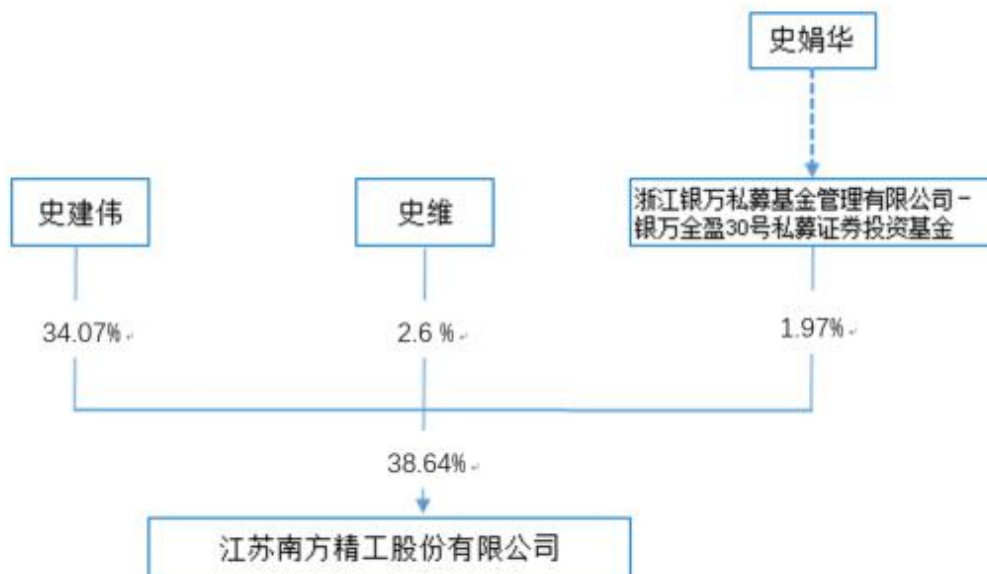 史娟华
史建伟
史维
浙江银万私募基金管理有限公司-
银万全盈30号私募证券投资基金
34.07%
2.6 %
1.97%
38.64%
江苏南方精工股份有限公司